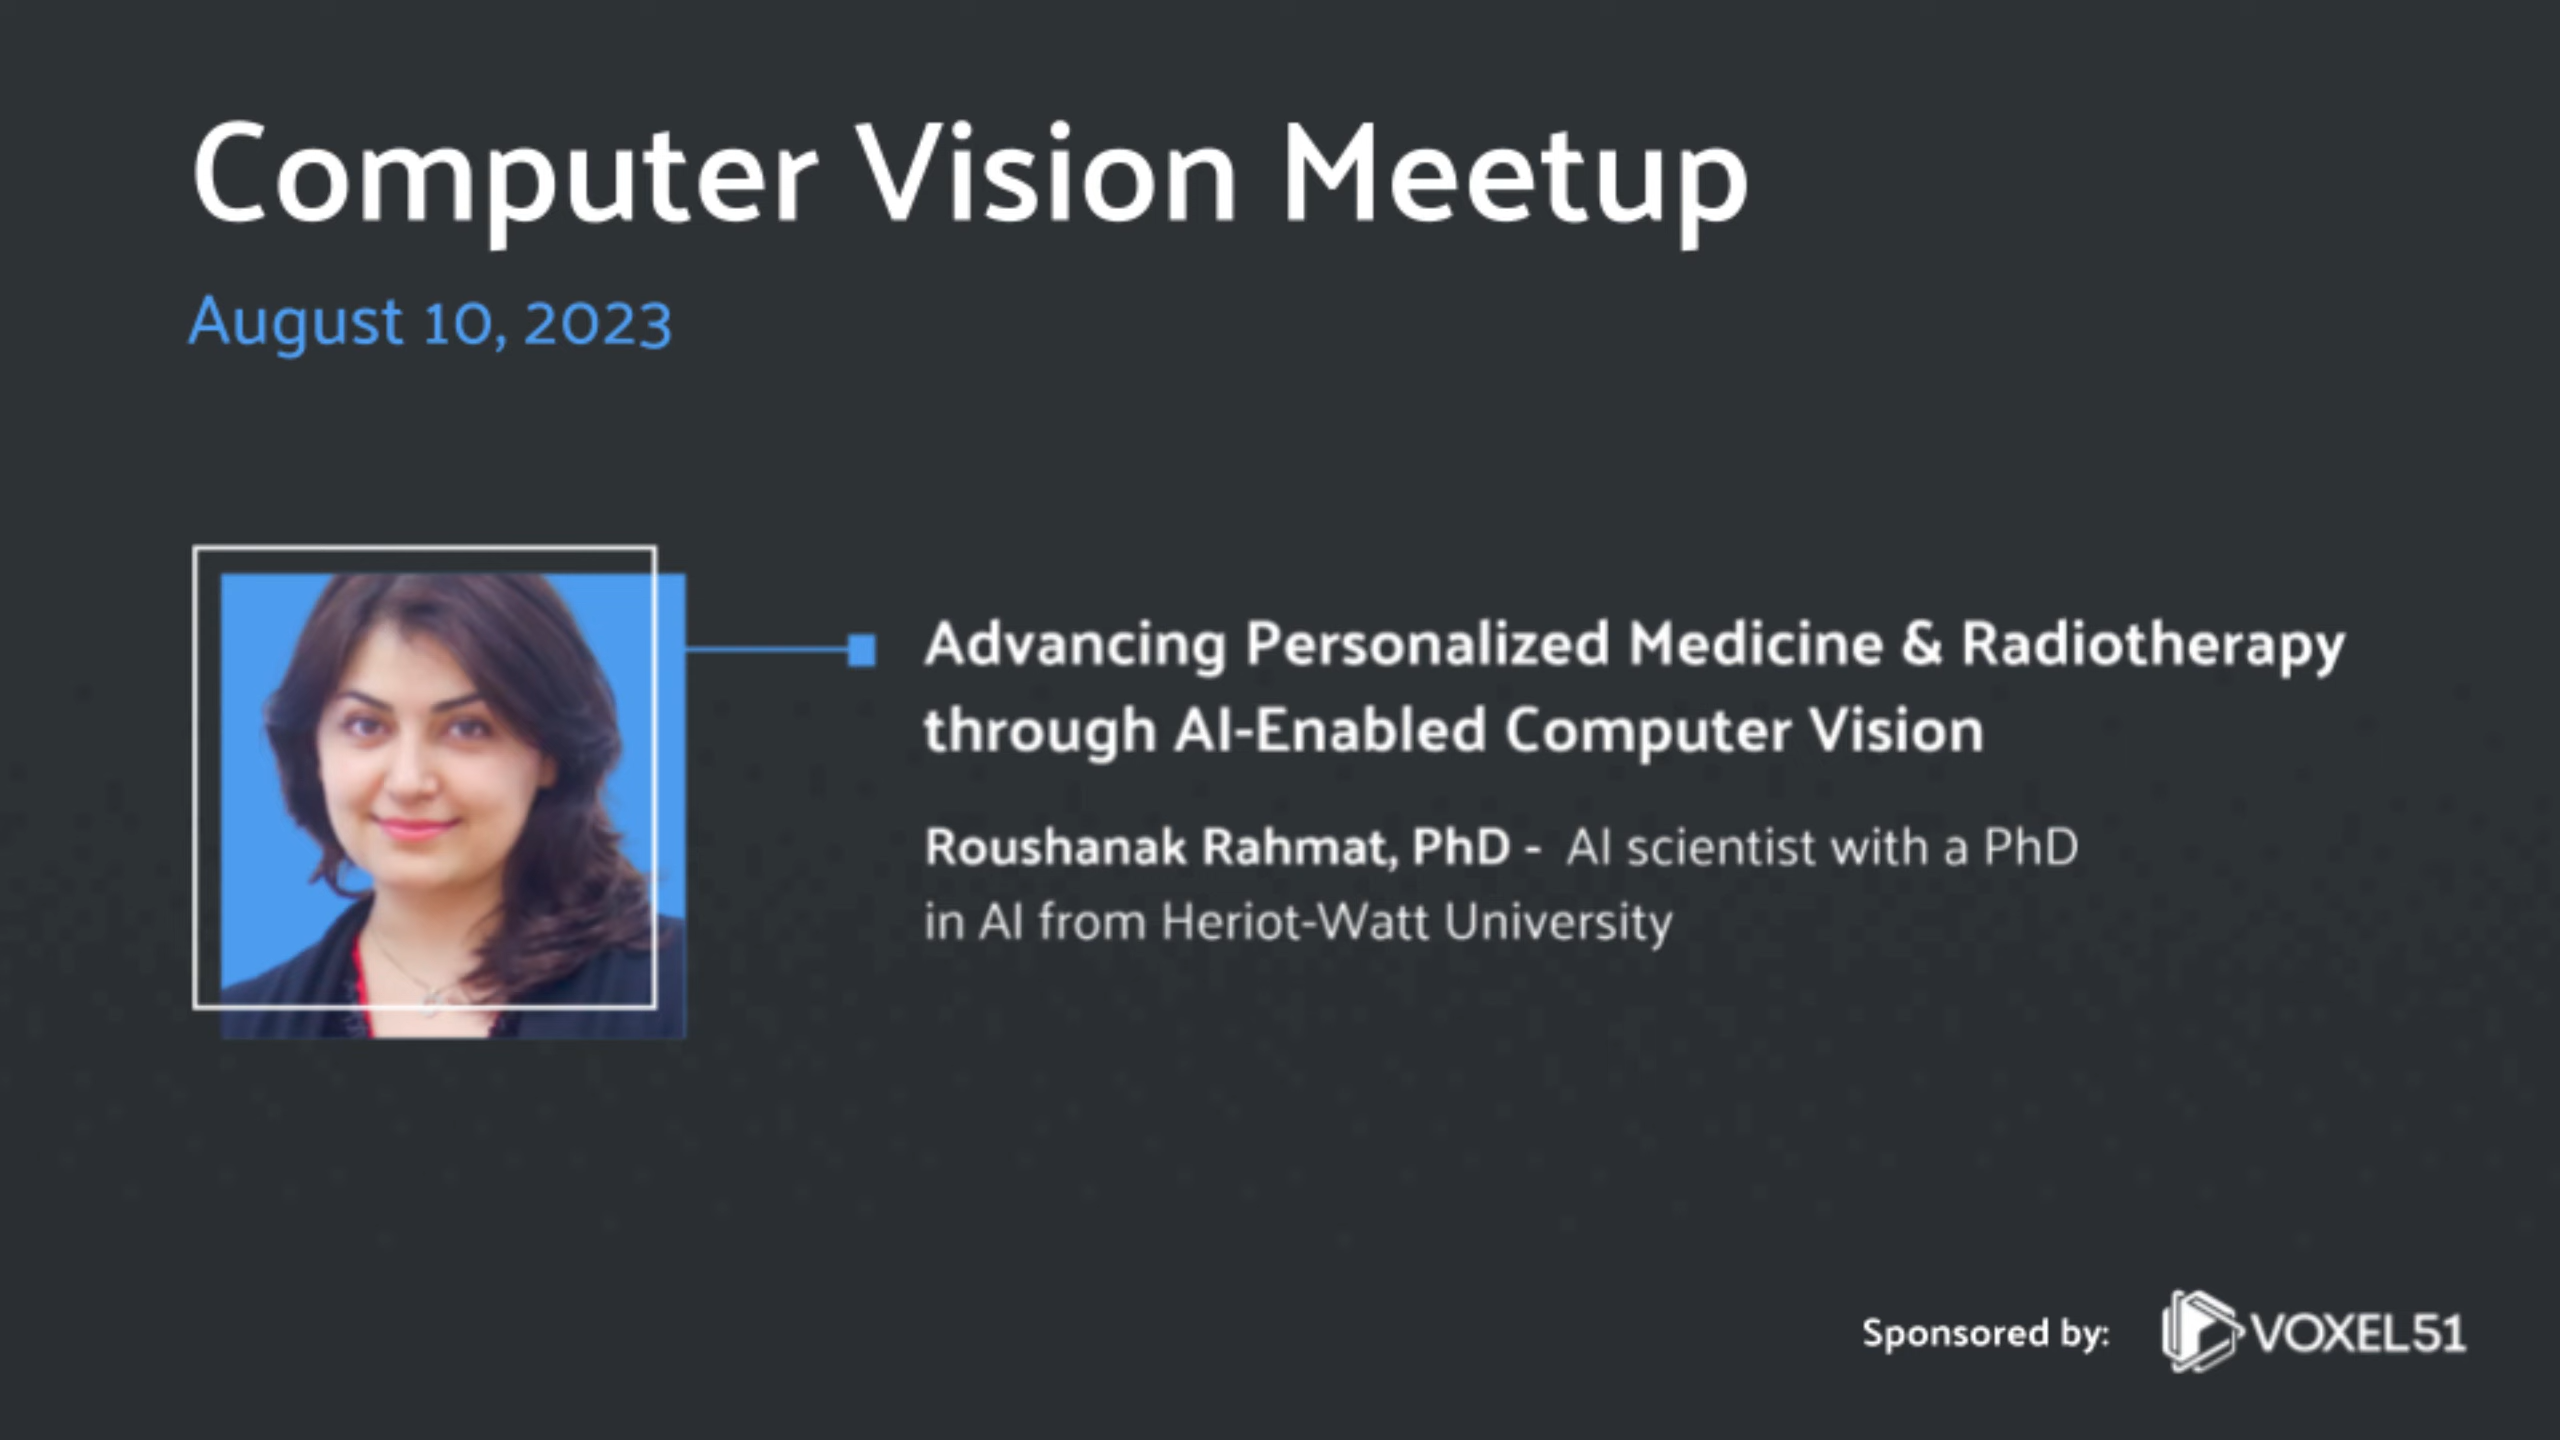 Computer Vision Meetup
August 10, 2023
Advancing Personalized Medicine & Radiotherapy
through AI-Enabled Computer Vision
Roushanak Rahmat, PhD - AI scientist with a PhD
in AI from Heriot-Watt University
Sponsored by: VOXEL51